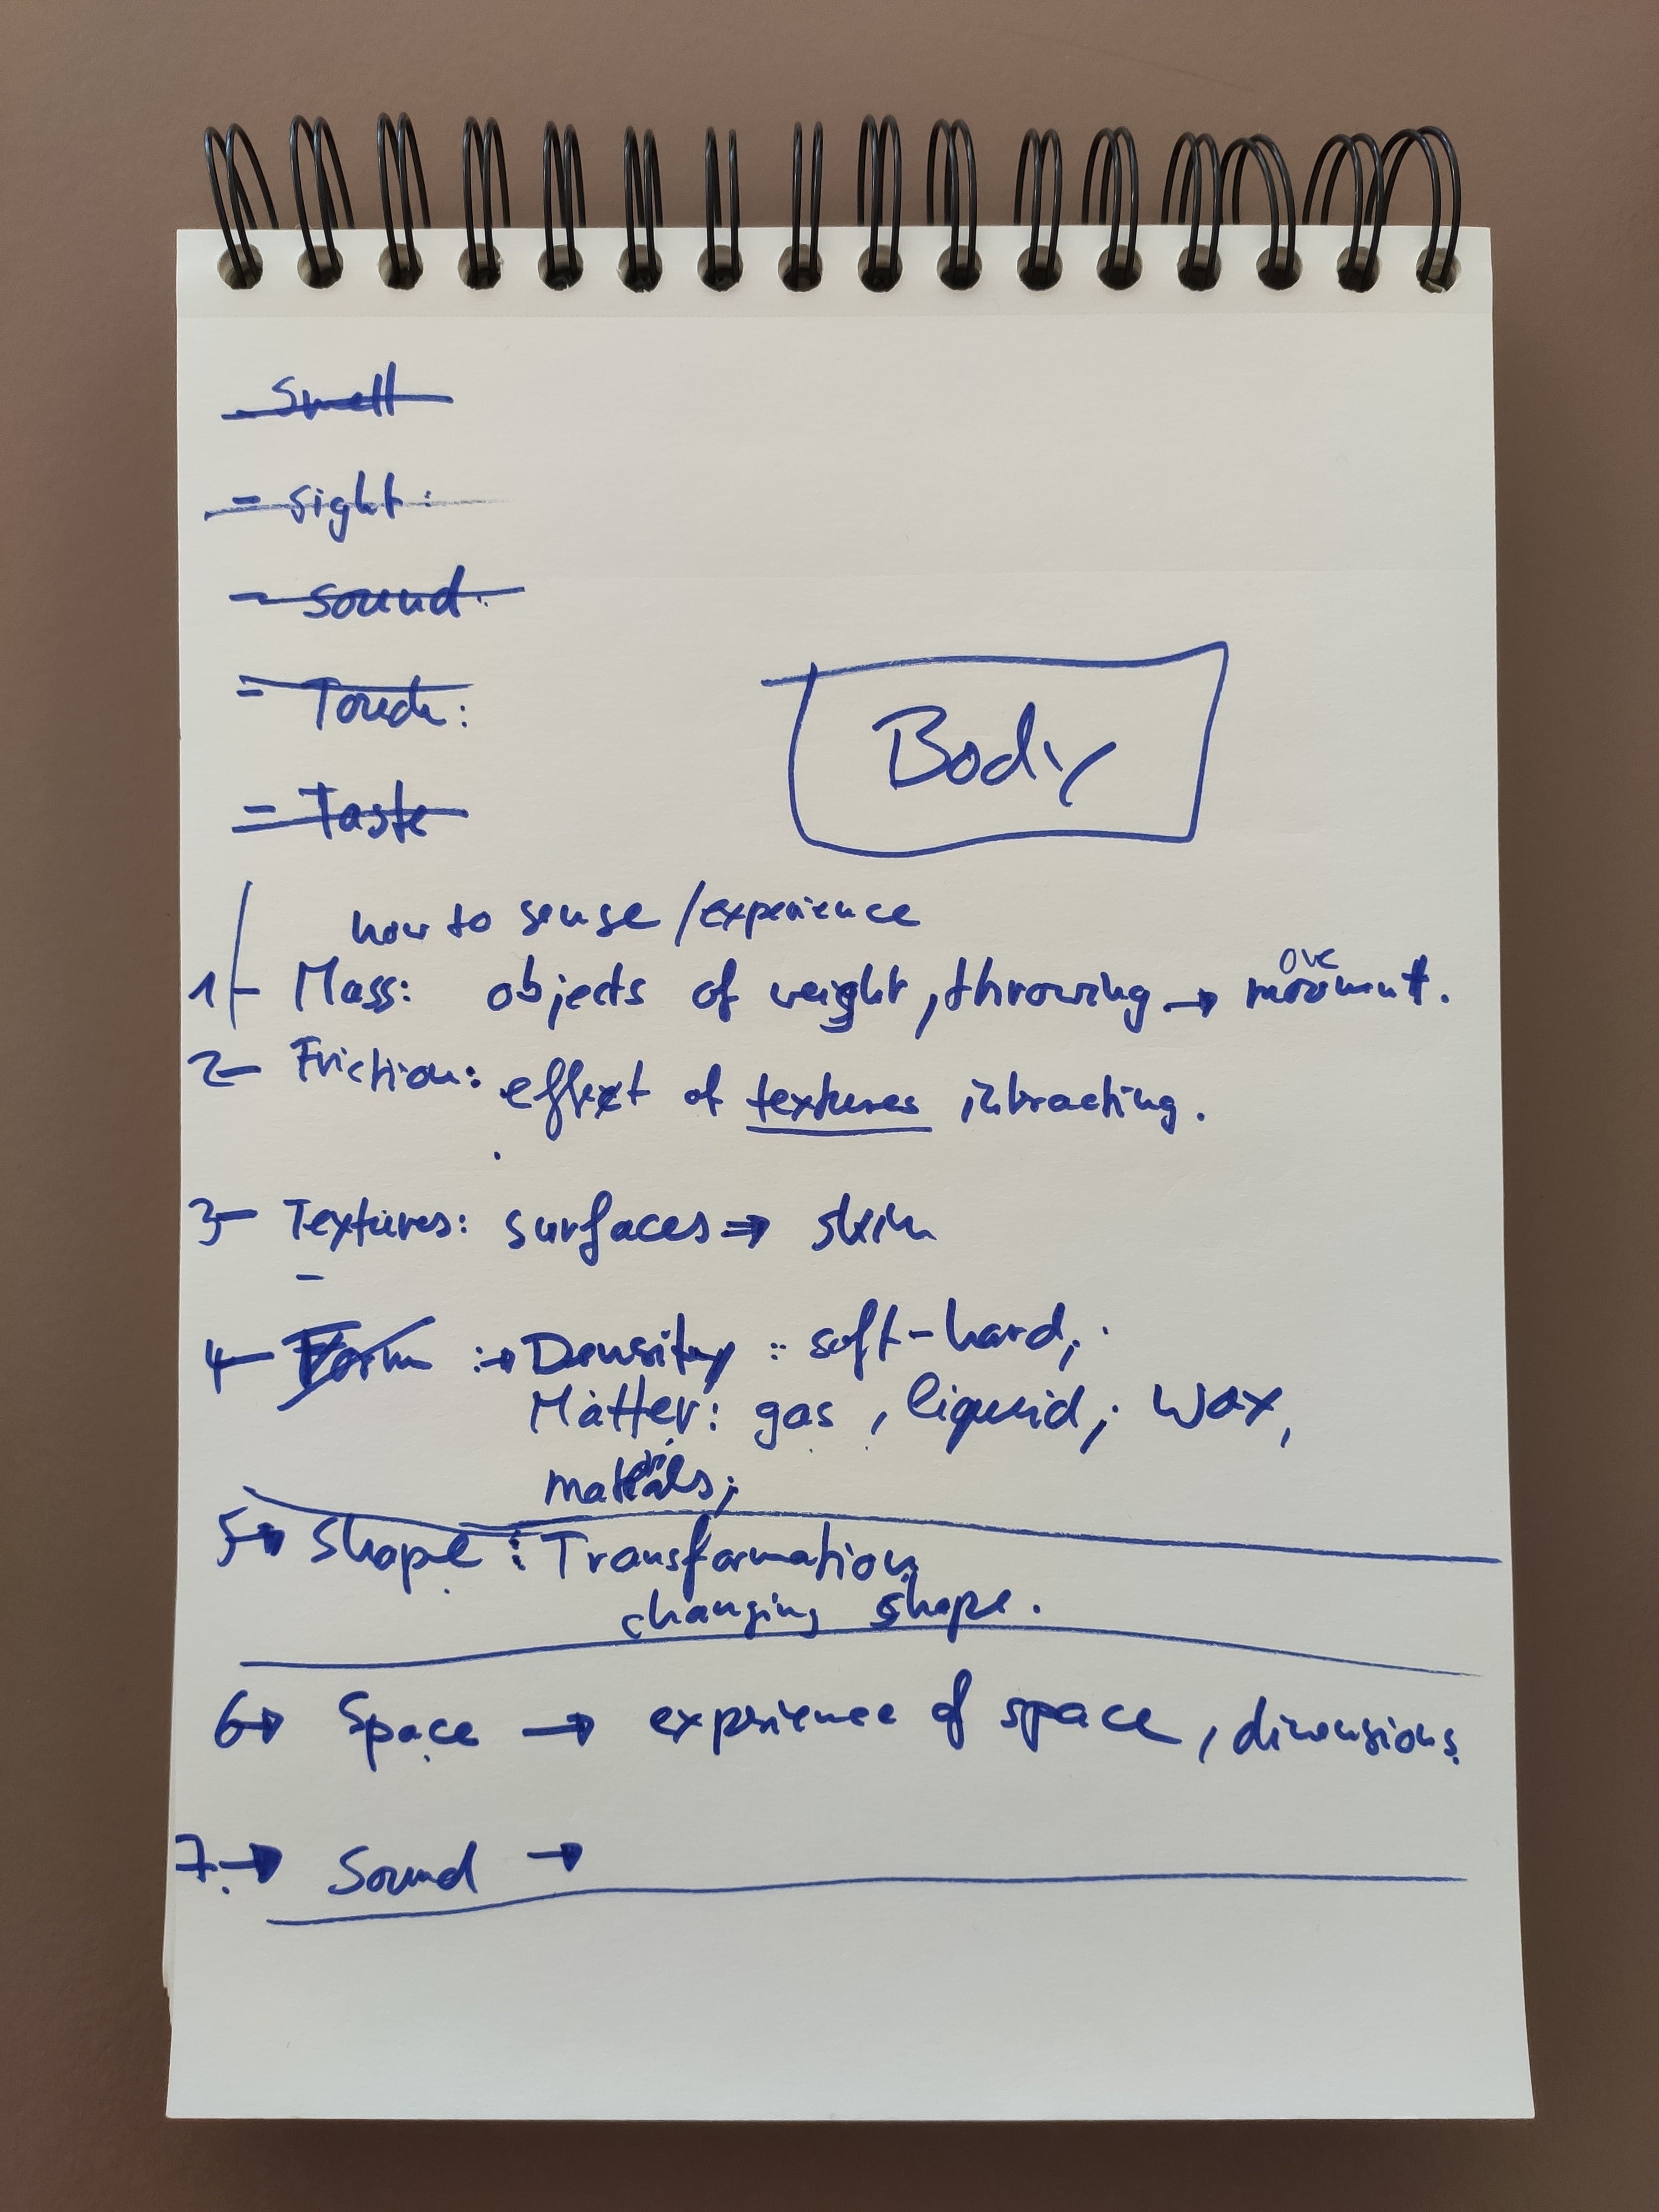 - Smell
= sight:
- sound.
= Touch:
= Taste
Body
how to sense / experience
1- Mass: objects of weight, throwing → movement.
ove
2- Friction: effect of textures interacting.
3- Textures: surfaces ⇒ skin
4- Form :→ Density : soft-hard;
Matter: gas, liquid; wax,
materials;
5→ Shape : Transformation,
changing shape.
6→ Space → experience of space, dimensions.
7.→ Sound →